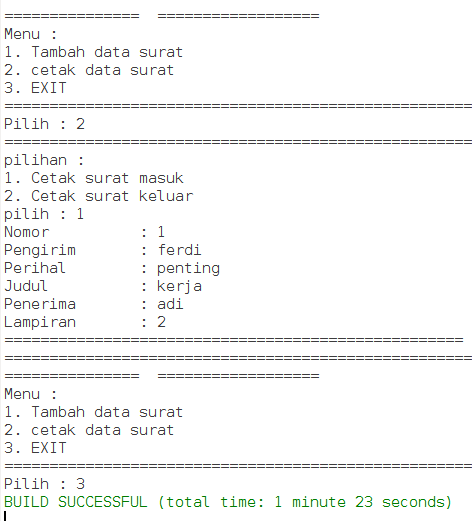 ===============  ==================
Menu :
1. Tambah data surat
2. cetak data surat
3. EXIT
====================================================
Pilih : 2
====================================================
pilihan :
1. Cetak surat masuk
2. Cetak surat keluar
pilih : 1
Nomor          : 1
Pengirim       : ferdi
Perihal        : penting
Judul          : kerja
Penerima       : adi
Lampiran       : 2
===================================================
====================================================
===============  ==================
Menu :
1. Tambah data surat
2. cetak data surat
3. EXIT
====================================================
Pilih : 3
BUILD SUCCESSFUL (total time: 1 minute 23 seconds)